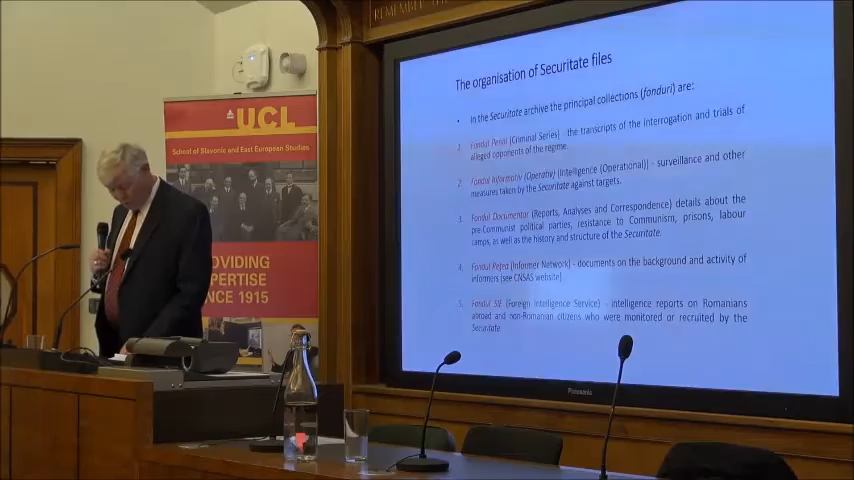 REMEMBER
The organisation of Securitate files
• In the Securitate archive the principal collections (fonduri) are:
1. Fondul Penal (Criminal Series) the transcripts of the interrogation and trials of
alleged opponents of the regime.
2. Fondul Informativ (Operativ) (Intelligence (Operational)) - surveillance and other
measures taken by the Securitate against targets.
3. Fondul Documentar (Reports, Analyses and Correspondence) details about the
pre-Communist political parties, resistance to Communism, prisons, labour
camps, as well as the history and structure of the Securitate.
4. Fondul Rețea (Informer Network) - documents on the background and activity of
informers (see CNSAS website)
5. Fondul SIE (Foreign Intelligence Service) - intelligence reports on Romanians
abroad and non-Romanian citizens who were monitored or recruited by the
Securitate
Panasonic
UCL
School of Slavonic and East European Studies
OVIDING
PERTISE
CE 1915